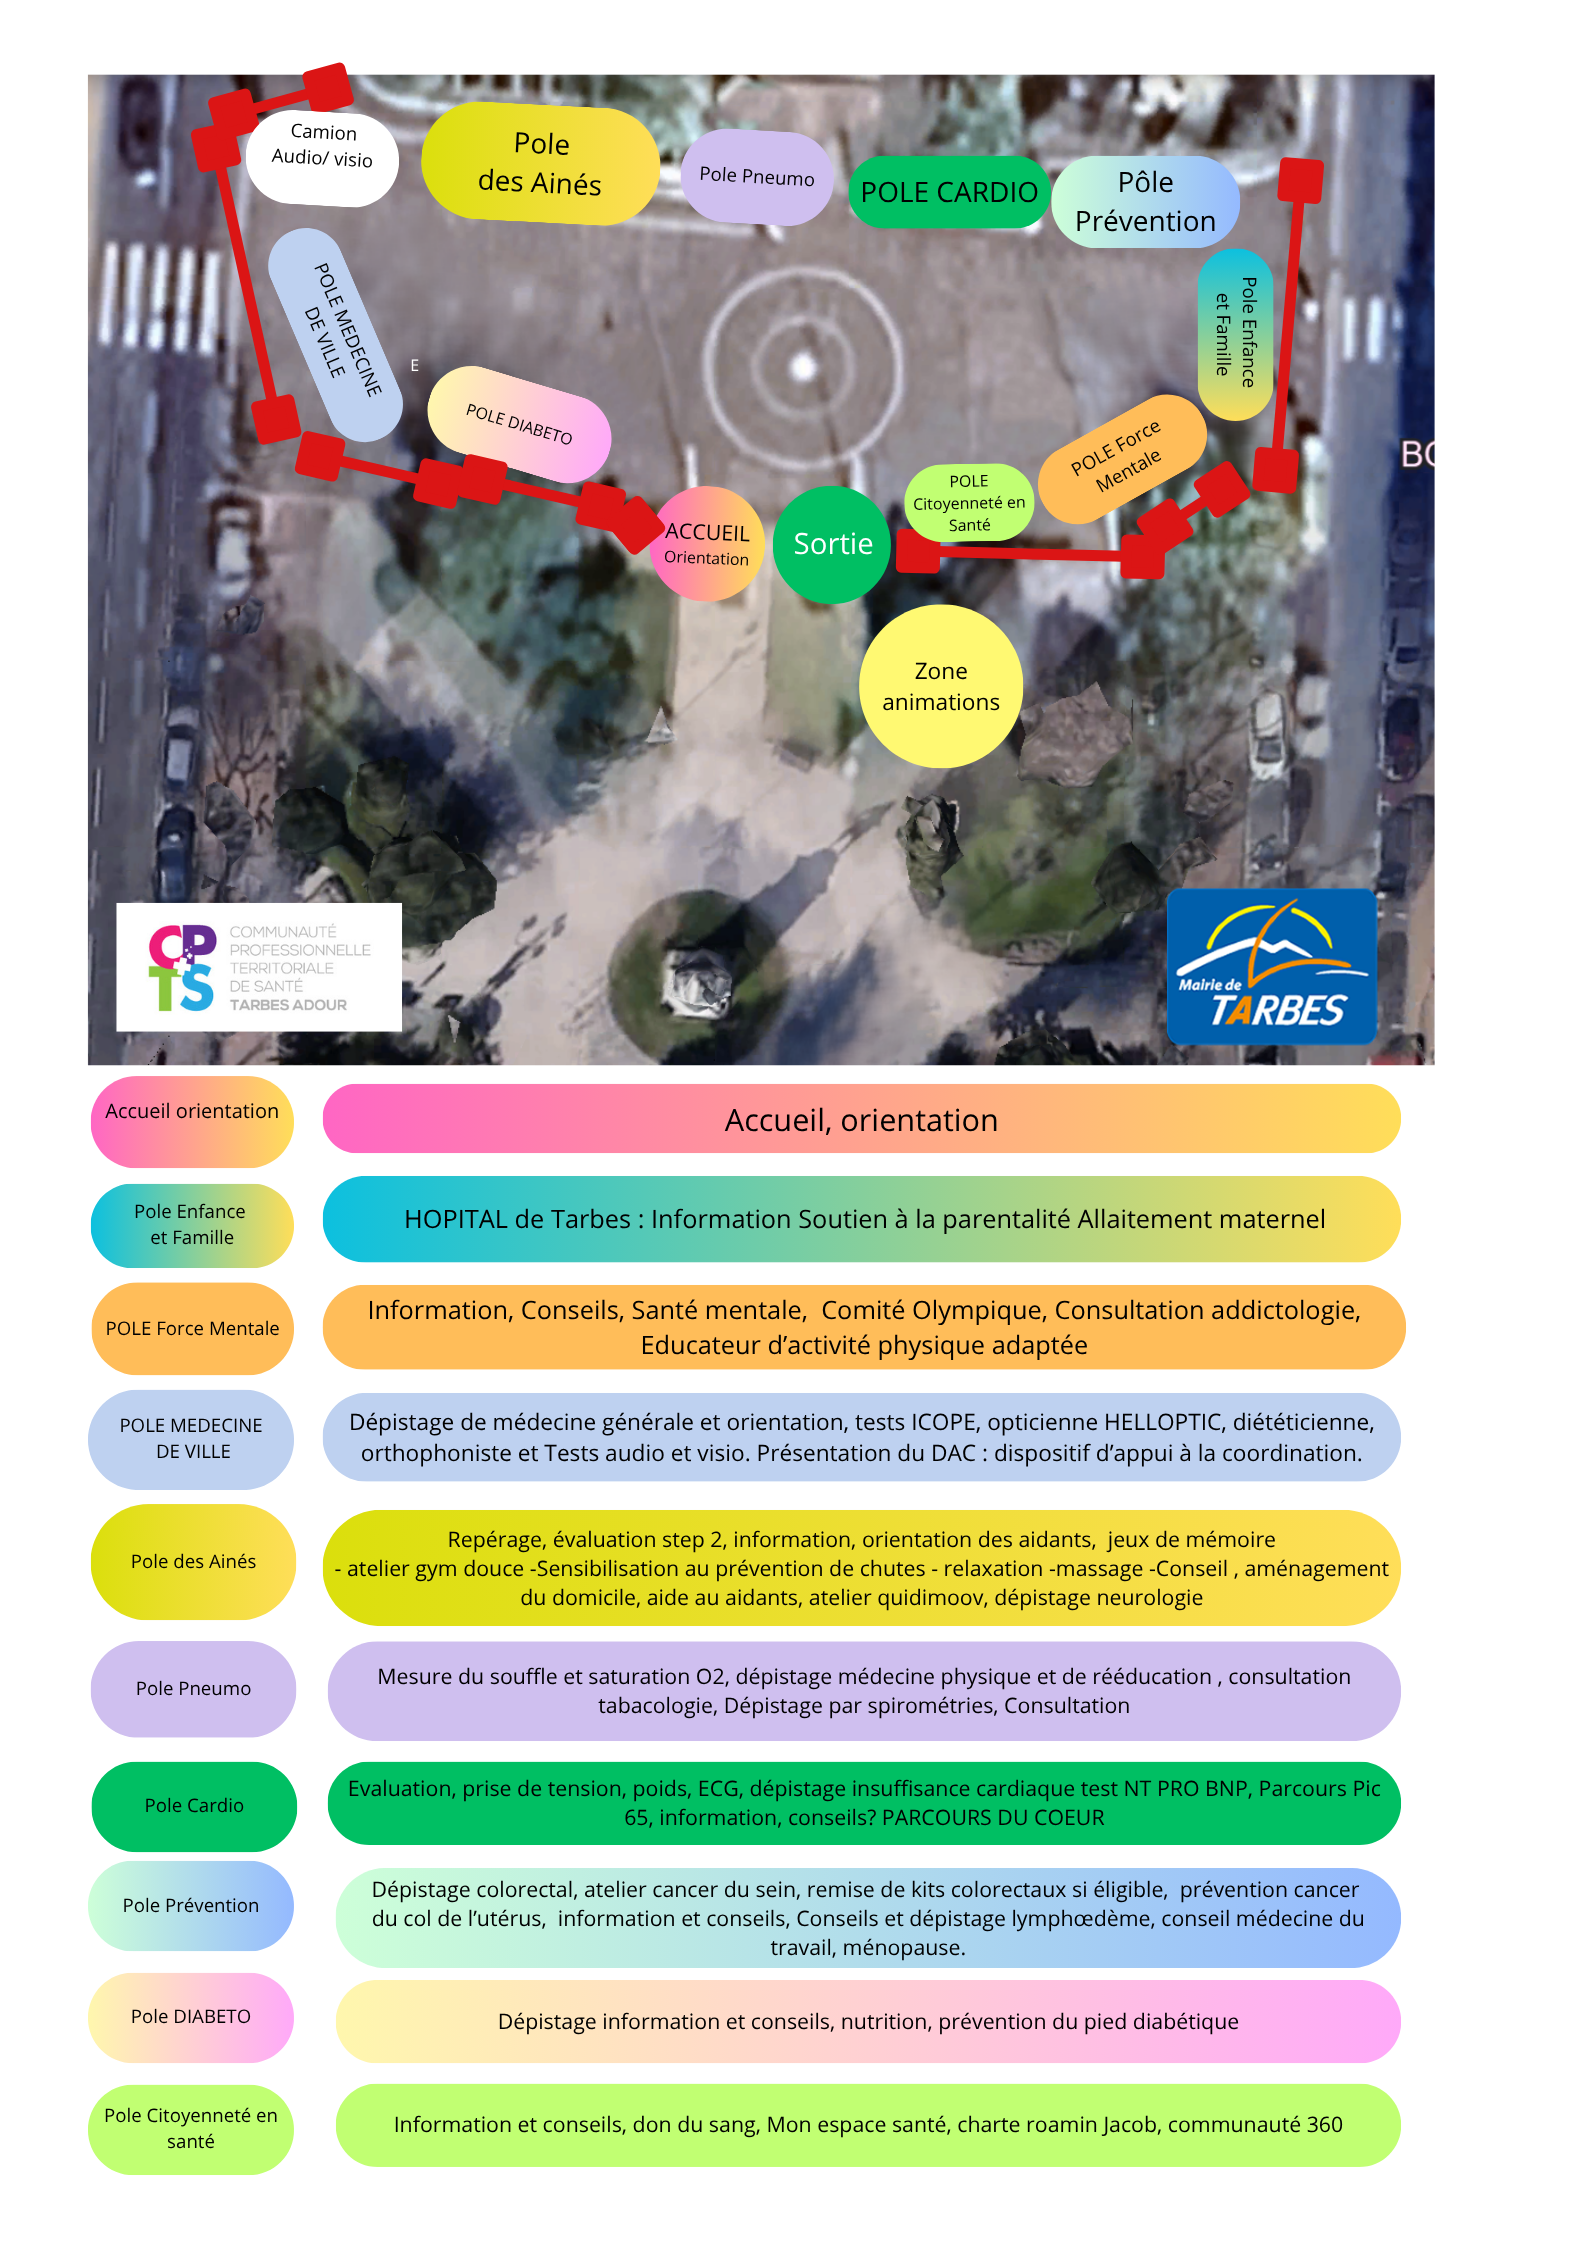 Camion
Audio/ visio
Pole
des Ainés
Pole Pneumo
POLE CARDIO
Pôle
Prévention
POLE MEDECINE
DE VILLE
Pole Enfance
et Famille
E
POLE DIABETO
POLE Force
Mentale
BO
POLE
Citoyenneté en
Santé
ACCUEIL
Orientation
Sortie
Zone
animations
CPTS
COMMUNAUTÉ
PROFESSIONNELLE
TERRITORIALE
DE SANTÉ
TARBES ADOUR
Mairie de
TARBES
Accueil orientation
Accueil, orientation
Pole Enfance
et Famille
HOPITAL de Tarbes : Information Soutien à la parentalité Allaitement maternel
POLE Force Mentale
Information, Conseils, Santé mentale,  Comité Olympique, Consultation addictologie,
Educateur d’activité physique adaptée
POLE MEDECINE
DE VILLE
Dépistage de médecine générale et orientation, tests ICOPE, opticienne HELLOPTIC, diététicienne,
orthophoniste et Tests audio et visio. Présentation du DAC : dispositif d’appui à la coordination.
Pole des Ainés
Repérage, évaluation step 2, information, orientation des aidants,  jeux de mémoire
- atelier gym douce -Sensibilisation au prévention de chutes - relaxation -massage -Conseil , aménagement
du domicile, aide au aidants, atelier quidimoov, dépistage neurologie
Pole Pneumo
Mesure du souffle et saturation O2, dépistage médecine physique et de rééducation , consultation
tabacologie, Dépistage par spirométries, Consultation
Pole Cardio
Evaluation, prise de tension, poids, ECG, dépistage insuffisance cardiaque test NT PRO BNP, Parcours Pic
65, information, conseils? PARCOURS DU COEUR
Pole Prévention
Dépistage colorectal, atelier cancer du sein, remise de kits colorectaux si éligible,  prévention cancer
du col de l’utérus,  information et conseils, Conseils et dépistage lymphœdème, conseil médecine du
travail, ménopause.
Pole DIABETO
Dépistage information et conseils, nutrition, prévention du pied diabétique
Pole Citoyenneté en
santé
Information et conseils, don du sang, Mon espace santé, charte roamin Jacob, communauté 360